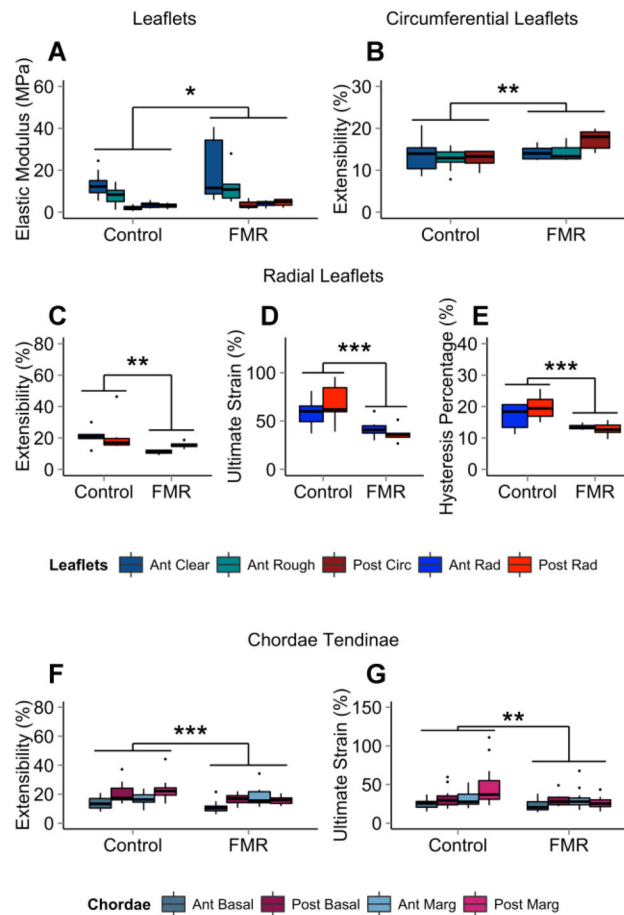 Leaflets
Circumferential Leaflets
A
B
Elastic Modulus (MPa)
60
40
20
0
*
Control
FMR
Extensibility (%)
30
20
10
0
**
Control
FMR
Radial Leaflets
C
D
E
Extensibility (%)
60
40
20
0
**
Control
FMR
Ultimate Strain (%)
100
50
0
***
Control
FMR
Hysteresis Percentage (%)
40
30
20
10
0
***
Control
FMR
Leaflets Ant Clear Ant Rough Post Circ Ant Rad Post Rad
Chordae Tendinae
F
G
Extensibility (%)
80
60
40
20
0
***
Control
FMR
Ultimate Strain (%)
150
100
50
0
**
Control
FMR
Chordae Ant Basal Post Basal Ant Marg Post Marg